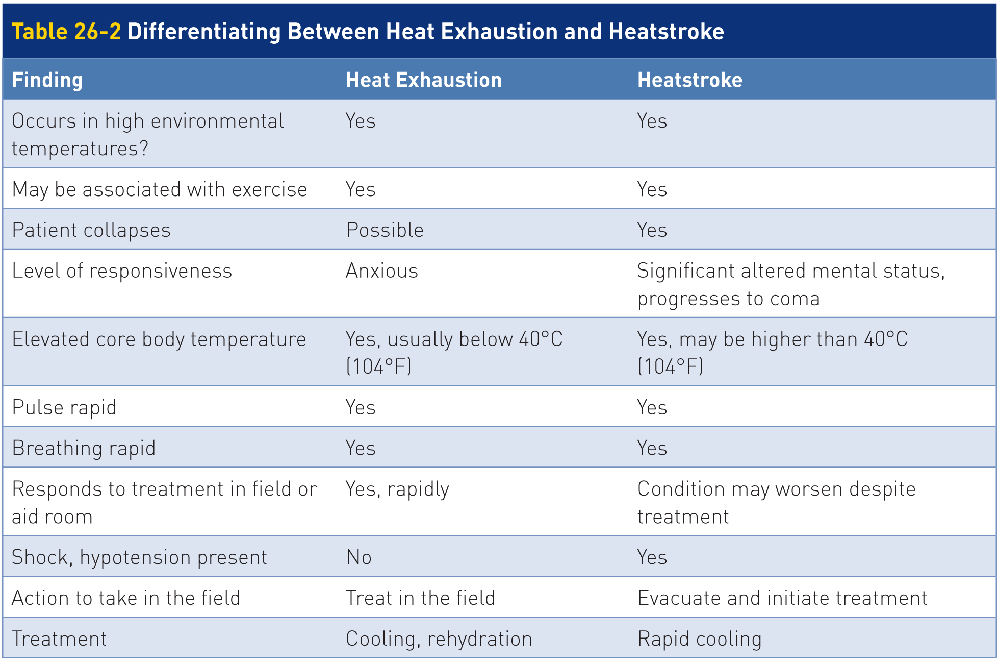 Table 26-2 Differentiating Between Heat Exhaustion and Heatstroke
Finding Heat Exhaustion Heatstroke
Occurs in high environmental Yes Yes
temperatures?
May be associated with exercise Yes Yes
Patient collapses Possible Yes
Level of responsiveness Anxious Significant altered mental status,
progresses to coma
Elevated core body temperature Yes, usually below 40°C Yes, may be higher than 40°C
(104°F) (104°F)
Pulse rapid Yes Yes
Breathing rapid Yes Yes
Responds to treatment in field or Yes, rapidly Condition may worsen despite
aid room treatment
Shock, hypotension present No Yes
Action to take in the field Treat in the field Evacuate and initiate treatment
Treatment Cooling, rehydration Rapid cooling